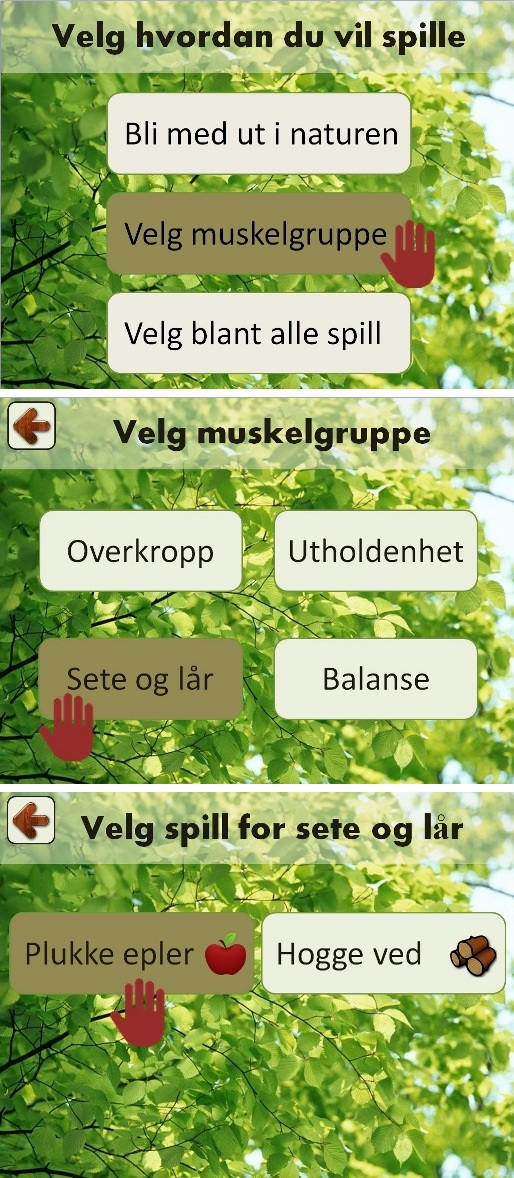 Velg hvordan du vil spille
Bli med ut i naturen
Velg muskelgruppe
Velg blant alle spill
Velg muskelgruppe
Overkropp
Utholdenhet
Sete og lår
Balanse
Velg spill for sete og lår
Plukke epler
Hogge ved